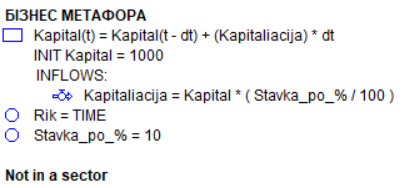 БІЗНЕС МЕТАФОРА
Kapital(t) = Kapital(t - dt) + (Kapitaliacija) * dt
INIT Kapital = 1000
INFLOWS:
Kapitaliacija = Kapital * ( Stavka_po_% / 100 )
Rik = TIME
Stavka_po_% = 10
Not in a sector